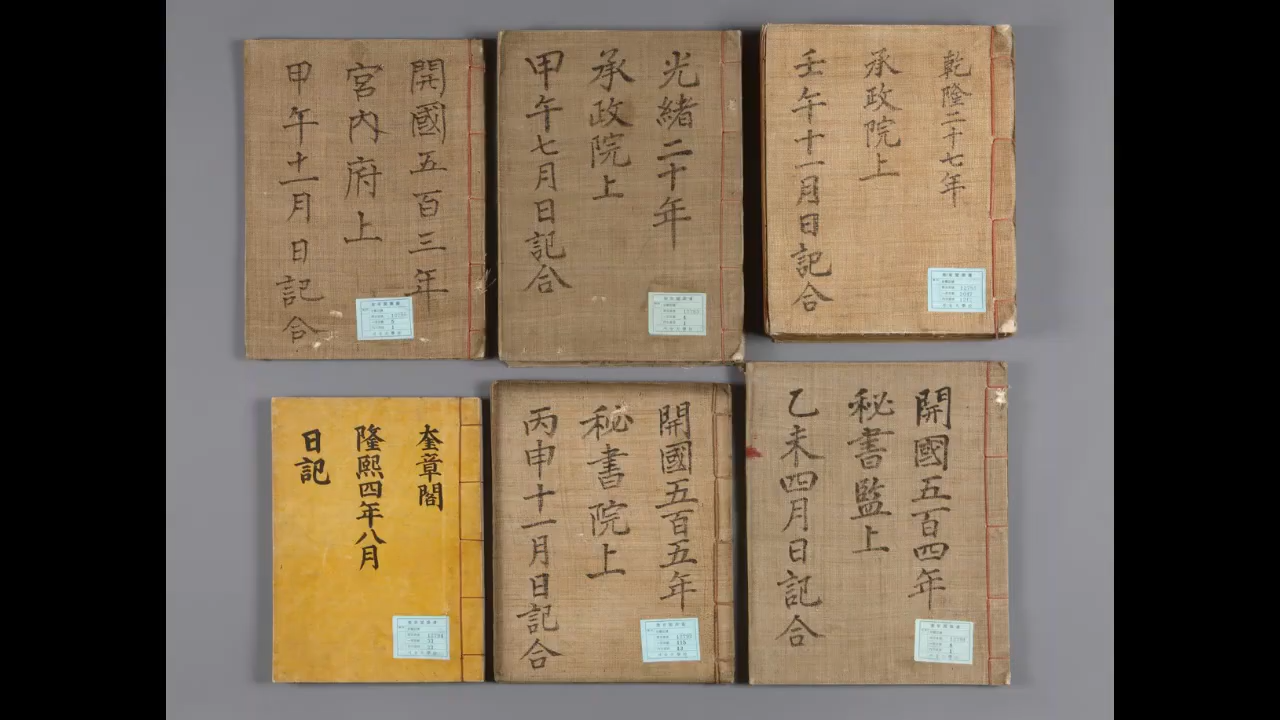 開國五百三年
宮內府上
甲午十一月日記合
光緖二十年
承政院上
甲午七月日記合
乾隆二十七年
承政院上
壬午十一月日記合
奎章閣
隆熙四年八月
日記
開國五百五年
秘書院上
丙申十一月日記合
開國五百四年
秘書監上
乙未四月日記合